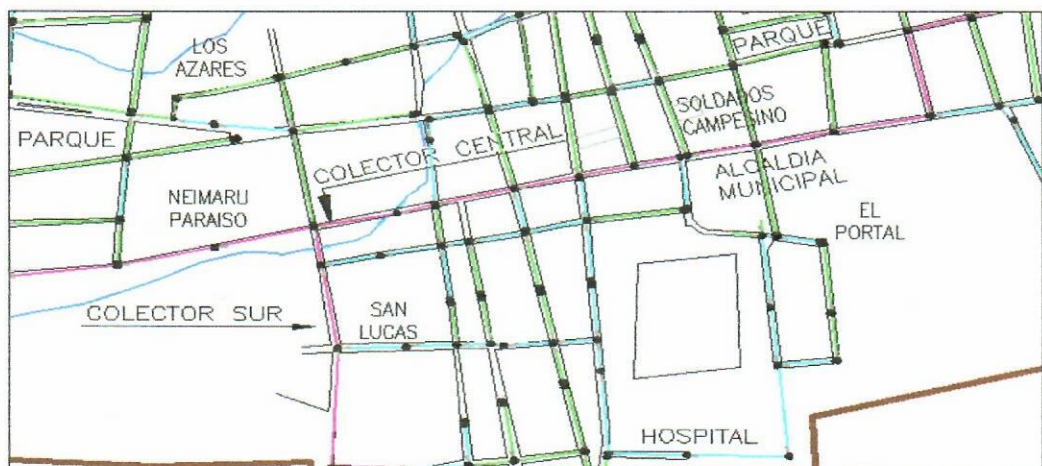 LOS
AZARES
PARQUE
PARQUE
SOLDADOS
CAMPESINO
COLECTOR CENTRAL
ALCALDIA
MUNICIPAL
NEIMARU
PARAISO
EL
PORTAL
COLECTOR SUR
SAN
LUCAS
HOSPITAL